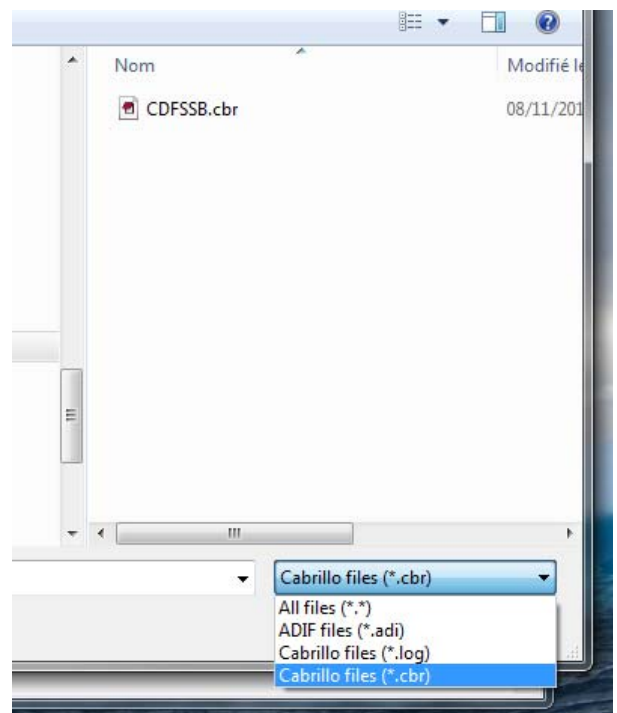 Nom Modifié le
CDFSSB.cbr 08/11/201
Cabrillo files (*.cbr)
All files (*.*)
ADIF files (*.adi)
Cabrillo files (*.log)
Cabrillo files (*.cbr)